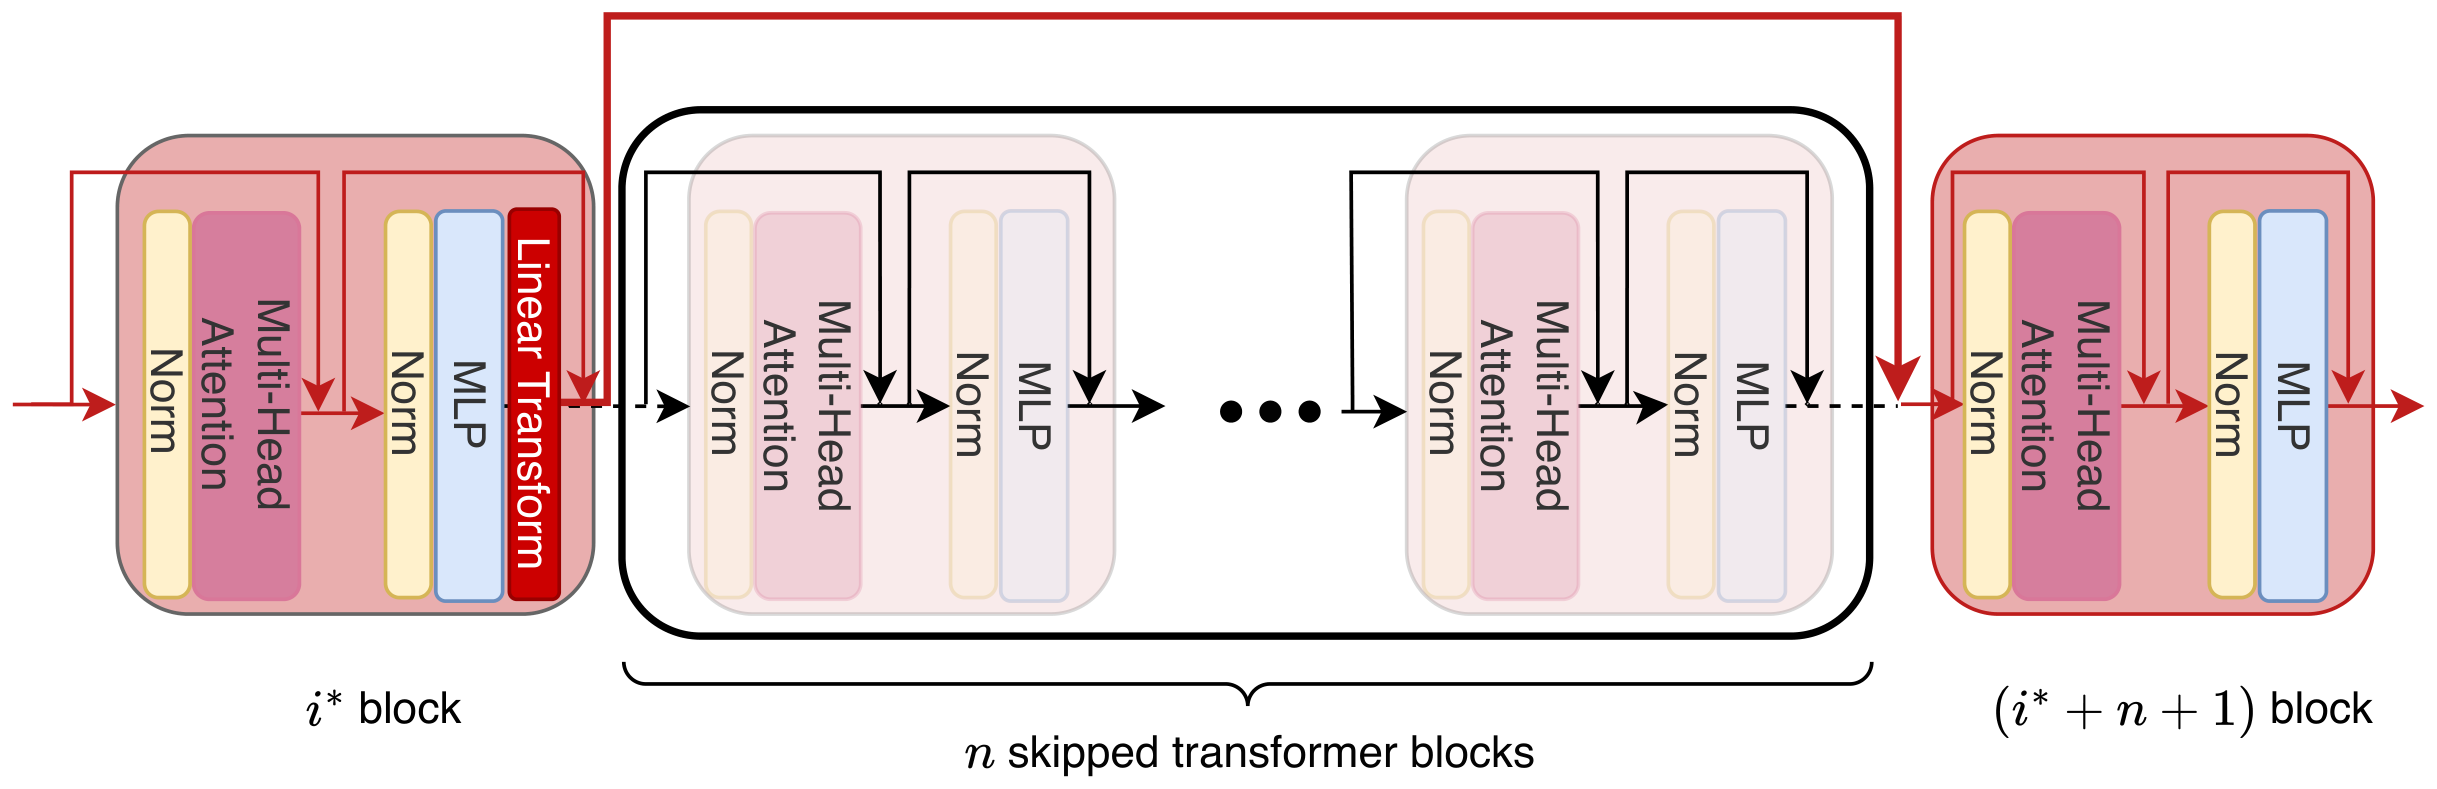 Norm
Multi-Head
Attention
Norm
MLP
Linear Transform
Norm
Multi-Head
Attention
Norm
MLP
Norm
Multi-Head
Attention
Norm
MLP
Norm
Multi-Head
Attention
Norm
MLP
i* block
n skipped transformer blocks
(i* + n + 1) block